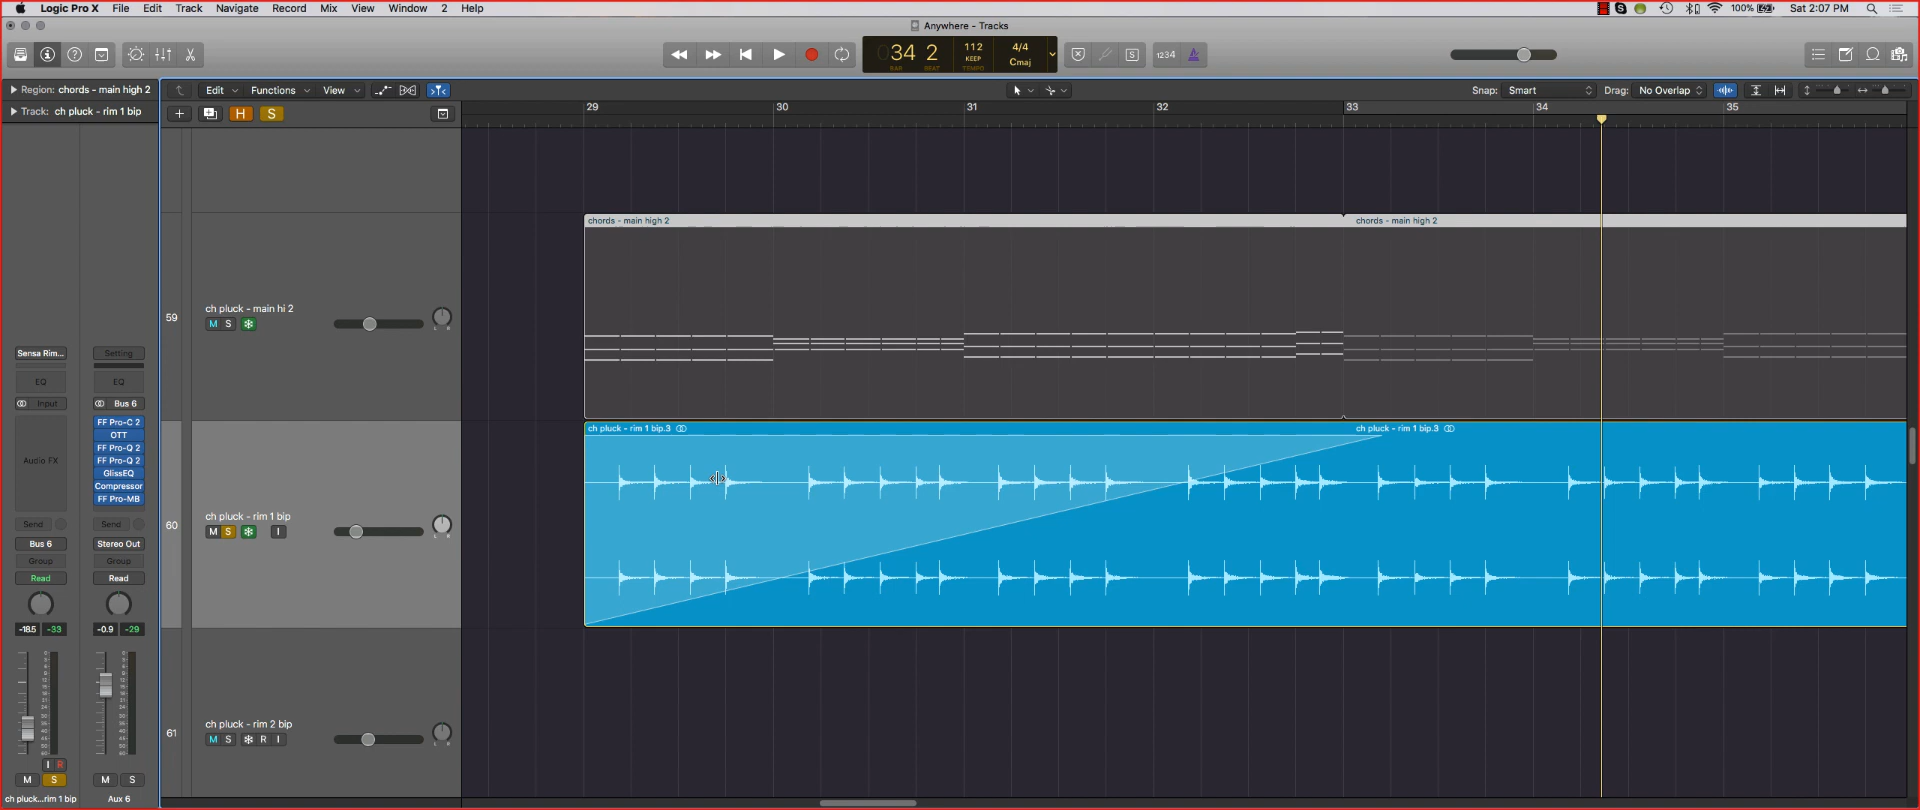 Logic Pro X File Edit Track Navigate Record Mix View Window 2 Help
100% Sat 2:07 PM
Anywhere - Tracks
34 2 112 4/4
KEEP Cmaj
BAR BEAT TEMPO
1234
Region: chords - main high 2
Edit Functions View
Snap: Smart Drag: No Overlap
Track: ch pluck - rim 1 bip
H S
29 30 31 32 33 34 35
chords - main high 2 chords - main high 2
59
ch pluck - main hi 2
M S
L R
ch pluck - rim 1 bip.3 ch pluck - rim 1 bip.3
60
ch pluck - rim 1 bip
M S I
L R
61
ch pluck - rim 2 bip
M S R I
L R
Sensa Rim... Setting
EQ EQ
Input Bus 6
Audio FX
FF Pro-C 2
OTT
FF Pro-Q 2
FF Pro-Q 2
GlissEQ
Compressor
FF Pro-MB
Send Send
Bus 6 Stereo Out
Group Group
Read Read
-18.5 -33 -0.9 -29
I R
M S M S
ch pluck...rim 1 bip Aux 6